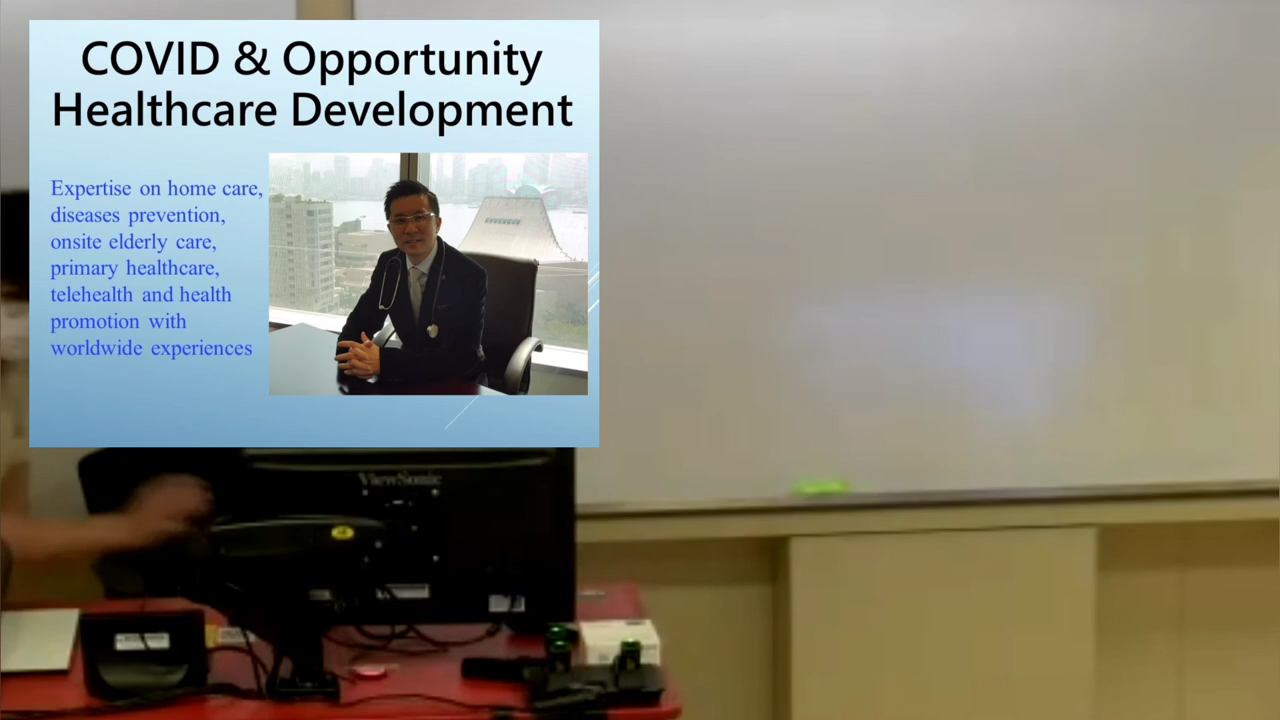 COVID & Opportunity
Healthcare Development
Expertise on home care,
diseases prevention,
onsite elderly care,
primary healthcare,
telehealth and health
promotion with
worldwide experiences
ViewSonic